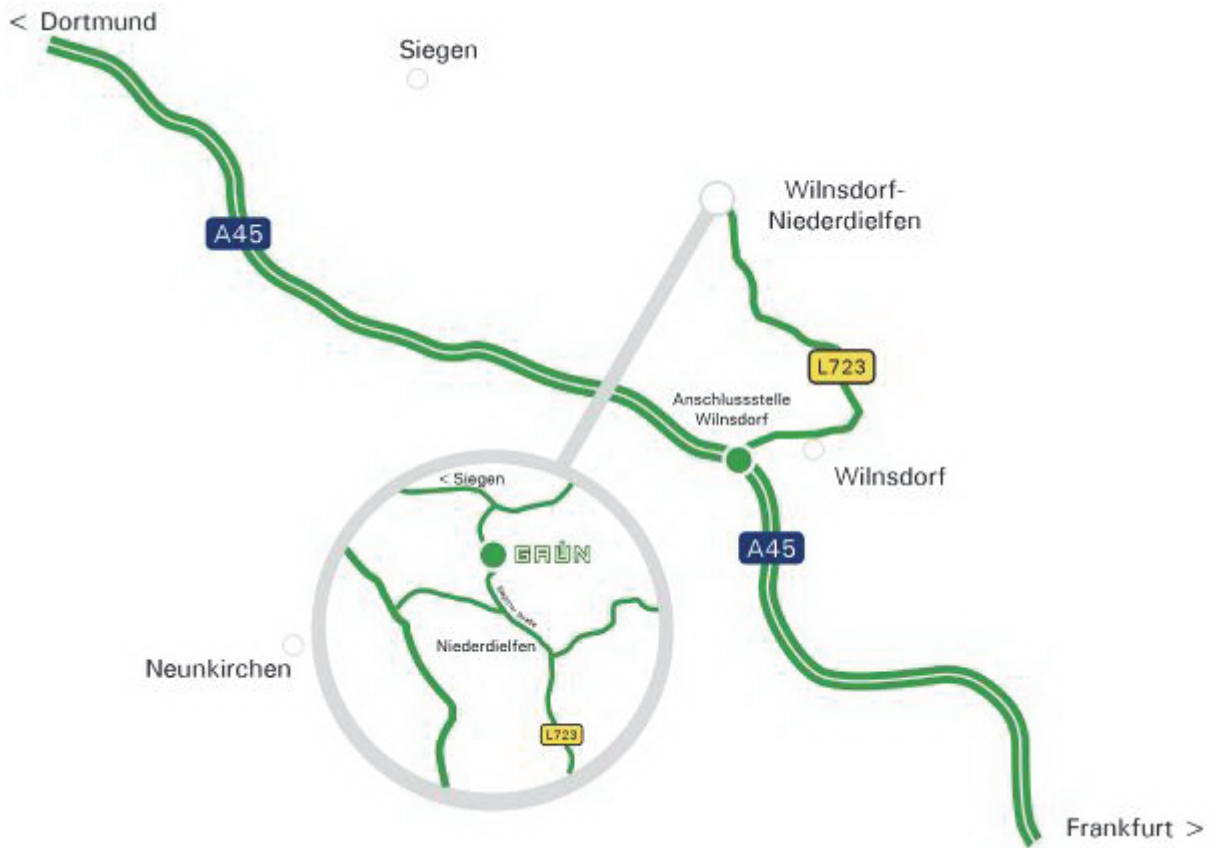 < Dortmund
Siegen
Wilnsdorf-
Niederdielfen
A45
L723
Anschlussstelle
Wilnsdorf
Wilnsdorf
< Siegen
GRÜN
A45
Niederdielfen
Neunkirchen
L723
Frankfurt >